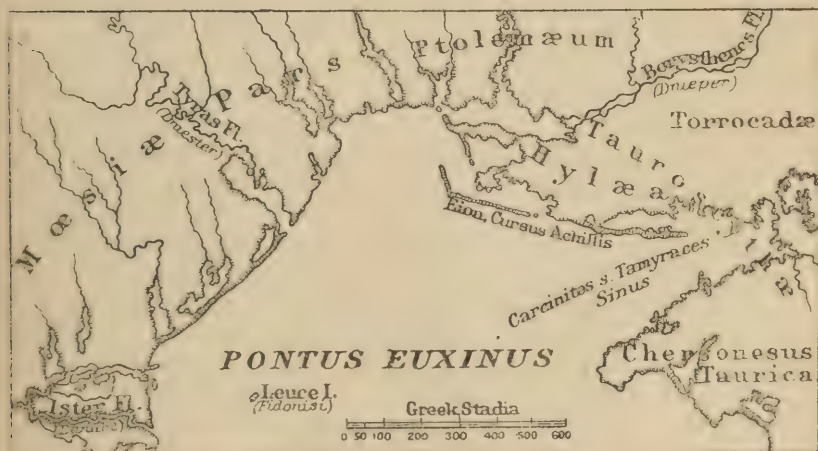 Mœsiæ Pars Ptolemæum
Borysthenes Fl.
(Dnieper)
Tyras Fl.
(Dniester)
Torrocadæ
Tauro
Hylæa
Eion, Cursus Achillis
Carcinites s. Tamyraces
Sinus
PONTUS EUXINUS
Chersonesus
Taurica
Leuce I.
(Fidonisi)
Ister Fl.
(Danube)
Greek Stadia
0 50 100 200 300 400 500 600